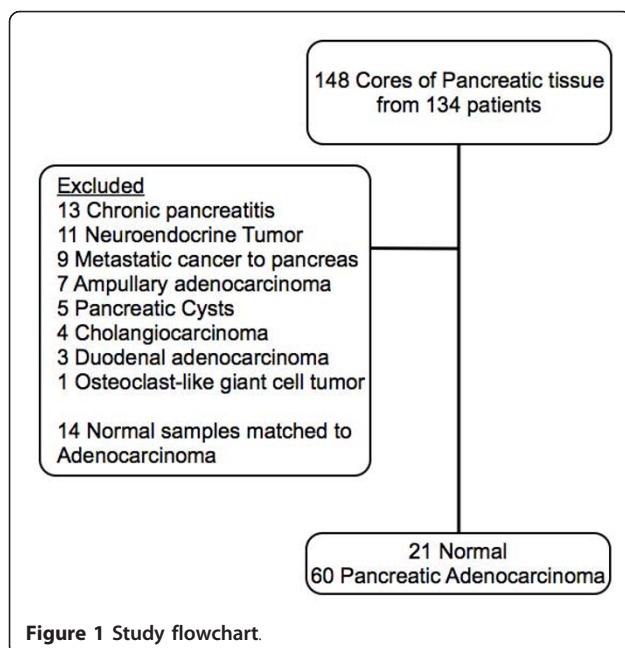 148 Cores of Pancreatic tissue
from 134 patients
Excluded
13 Chronic pancreatitis
11 Neuroendocrine Tumor
9 Metastatic cancer to pancreas
7 Ampullary adenocarcinoma
5 Pancreatic Cysts
4 Cholangiocarcinoma
3 Duodenal adenocarcinoma
1 Osteoclast-like giant cell tumor
14 Normal samples matched to
Adenocarcinoma
21 Normal
60 Pancreatic Adenocarcinoma
Figure 1 Study flowchart.